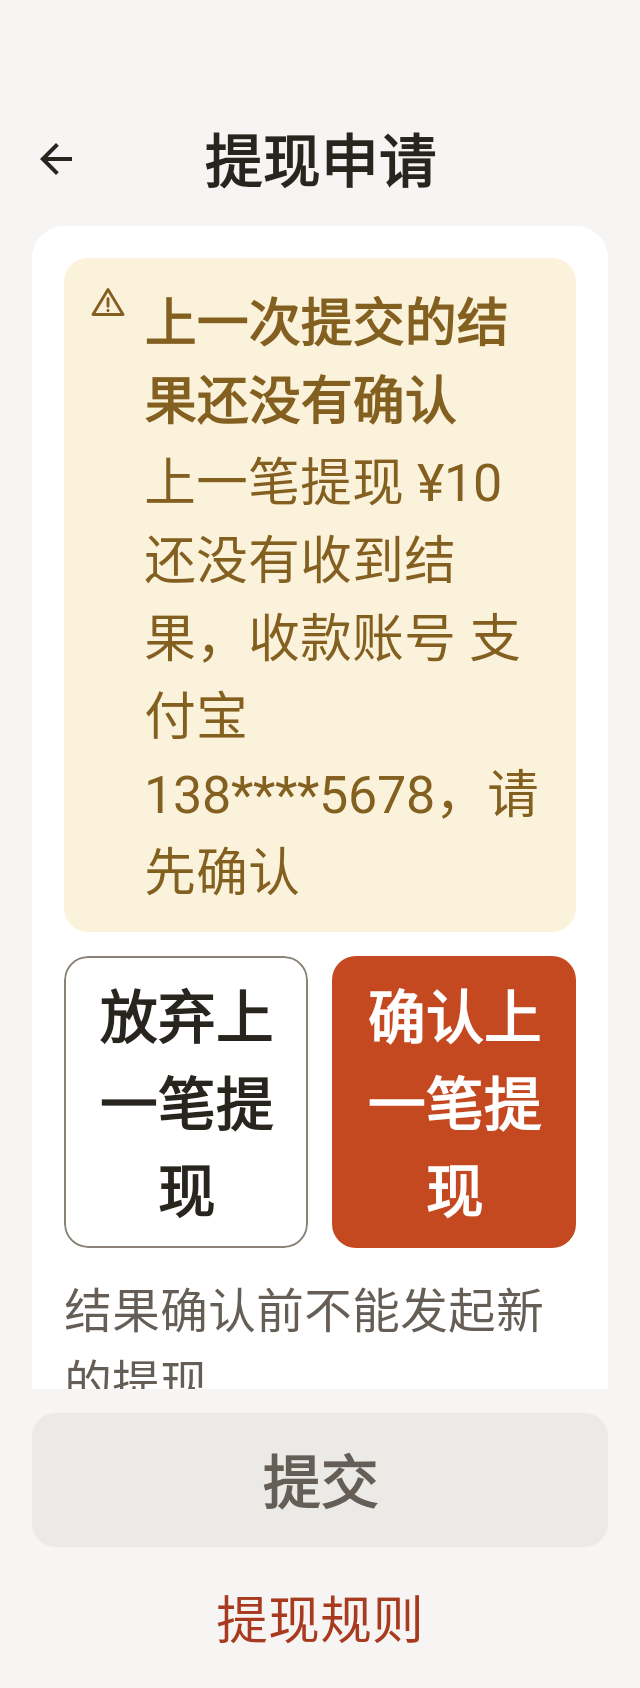 提现申请
上一次提交的结
果还没有确认
上一笔提现 ¥10
还没有收到结
果，收款账号 支
付宝
138****5678，请
先确认
放弃上
一笔提
现
确认上
一笔提
现
结果确认前不能发起新
的提现
提交
提现规则